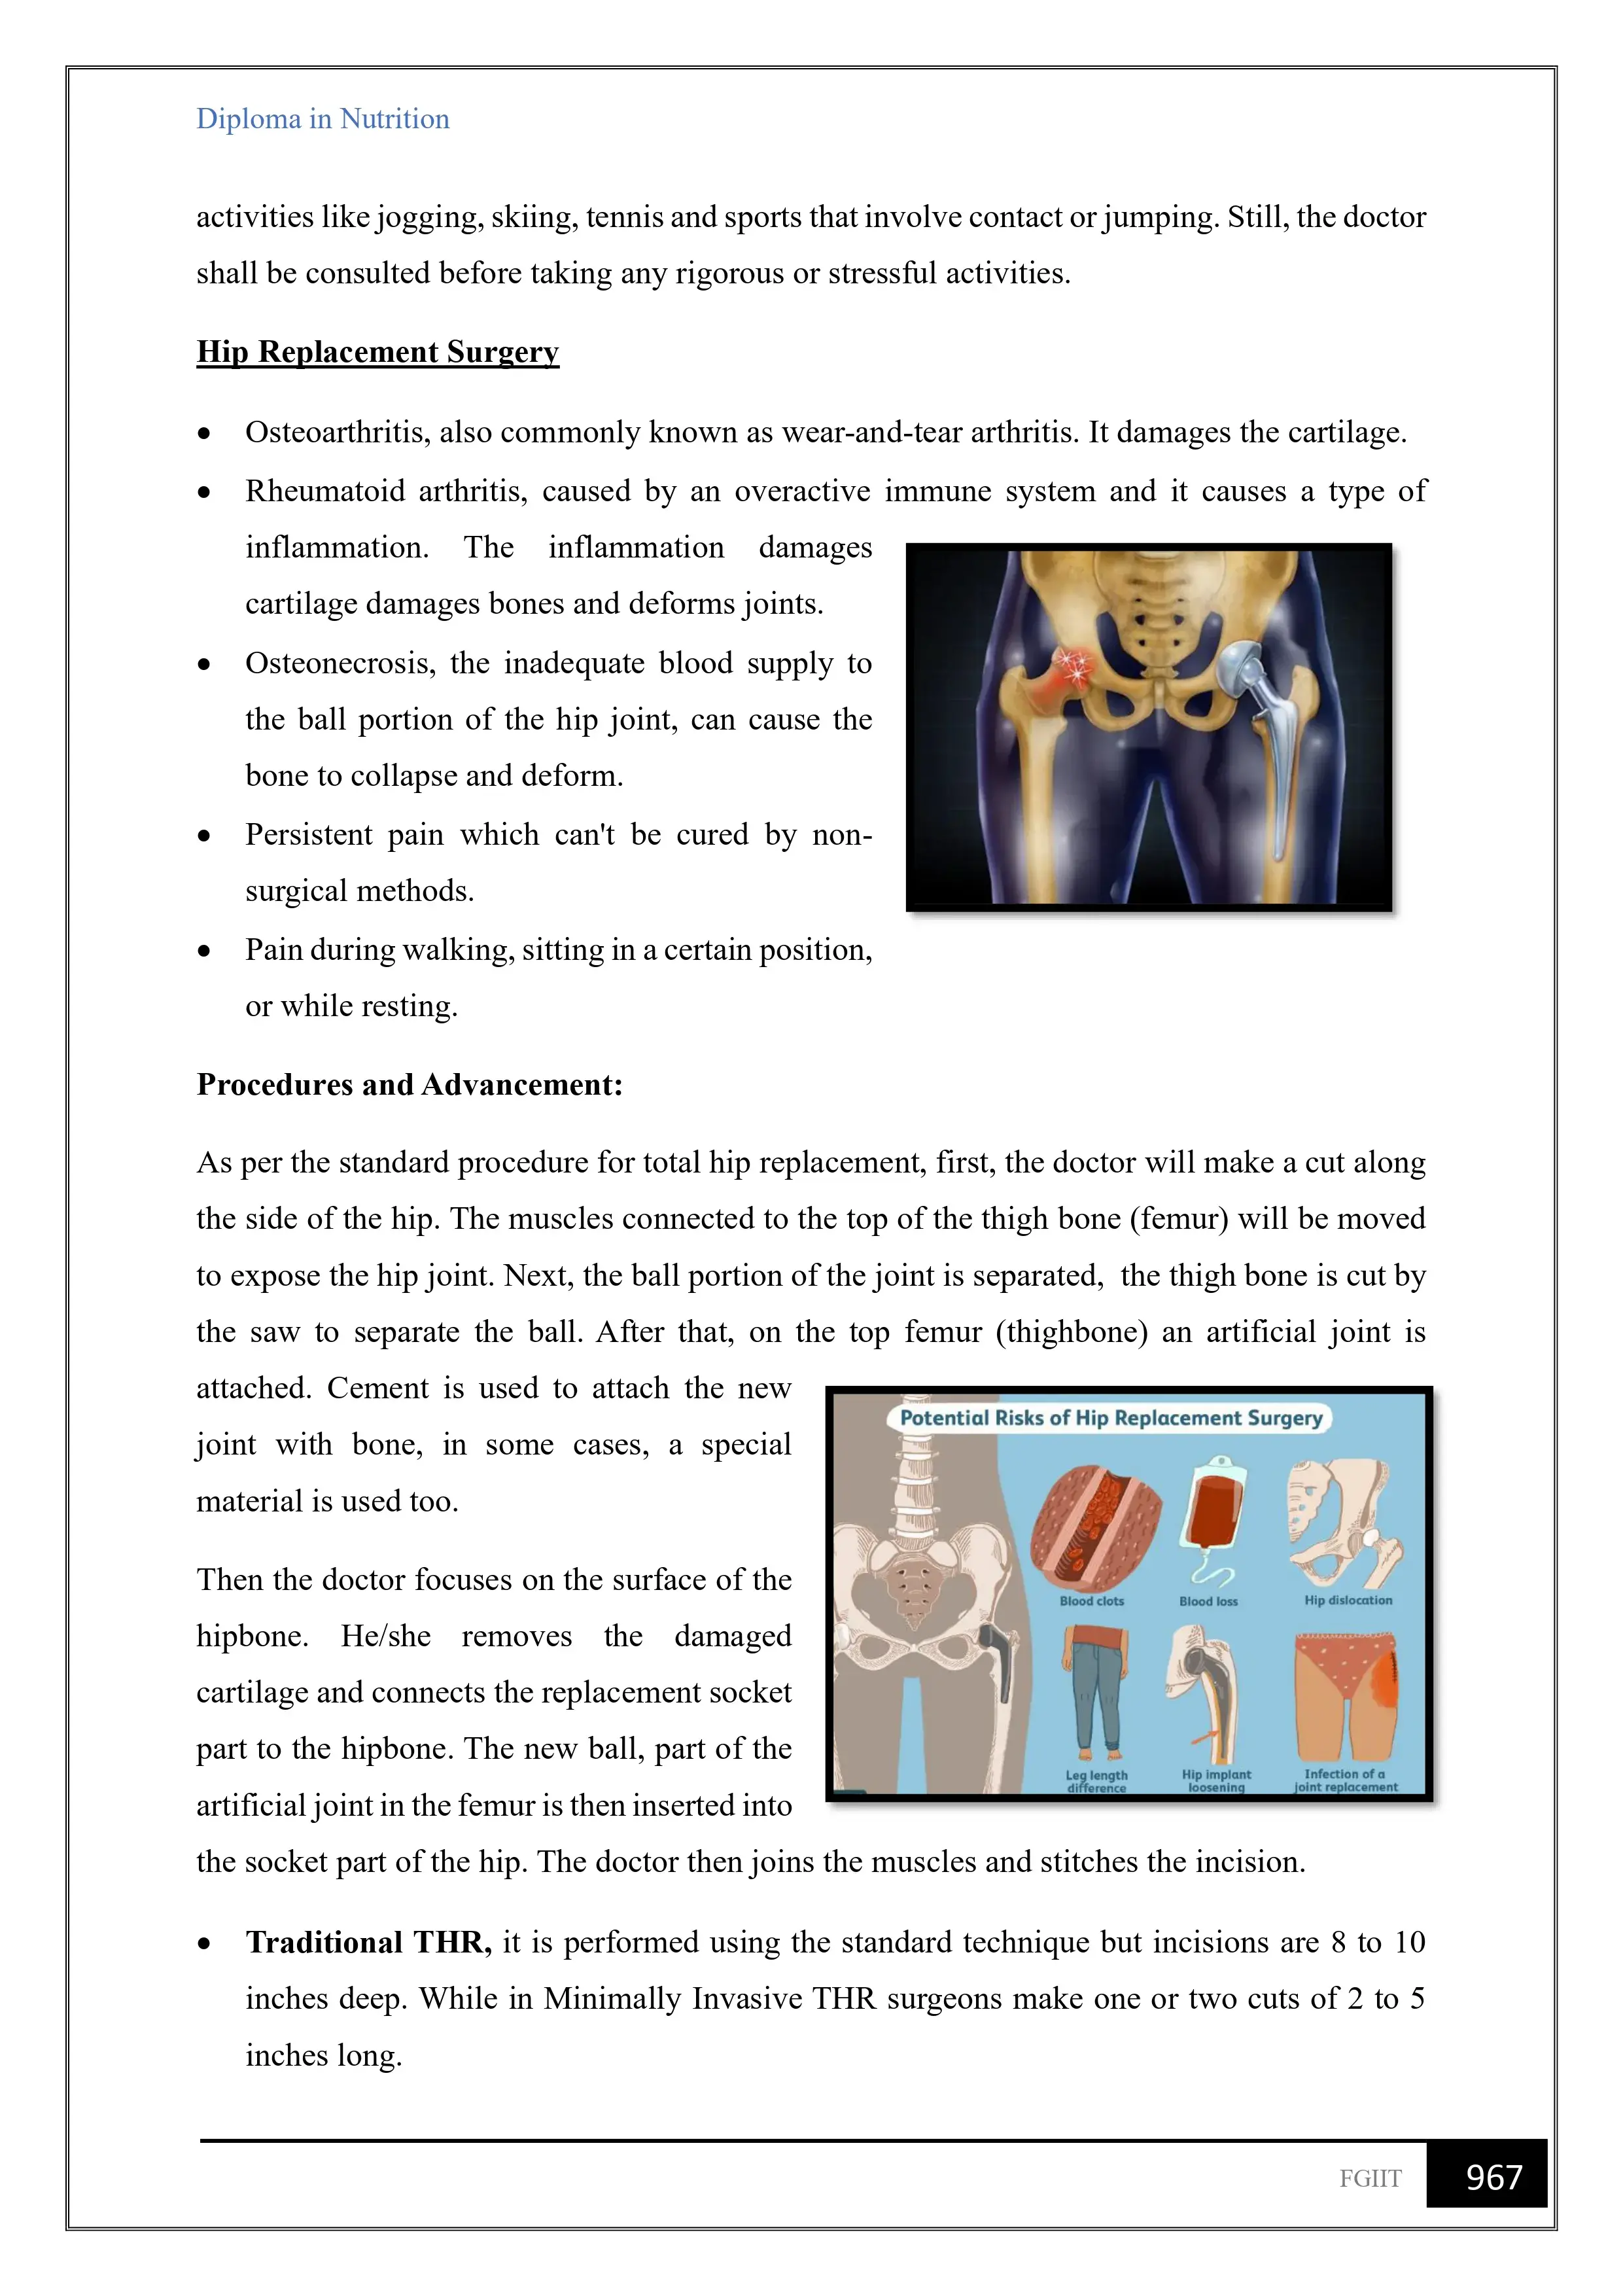 Diploma in Nutrition
activities like jogging, skiing, tennis and sports that involve contact or jumping. Still, the doctor
shall be consulted before taking any rigorous or stressful activities.
Hip Replacement Surgery
• Osteoarthritis, also commonly known as wear-and-tear arthritis. It damages the cartilage.
• Rheumatoid arthritis, caused by an overactive immune system and it causes a type of
inflammation. The inflammation damages
cartilage damages bones and deforms joints.
• Osteonecrosis, the inadequate blood supply to
the ball portion of the hip joint, can cause the
bone to collapse and deform.
• Persistent pain which can't be cured by non-
surgical methods.
• Pain during walking, sitting in a certain position,
or while resting.
Procedures and Advancement:
As per the standard procedure for total hip replacement, first, the doctor will make a cut along
the side of the hip. The muscles connected to the top of the thigh bone (femur) will be moved
to expose the hip joint. Next, the ball portion of the joint is separated, the thigh bone is cut by
the saw to separate the ball. After that, on the top femur (thighbone) an artificial joint is
attached. Cement is used to attach the new
joint with bone, in some cases, a special
material is used too.
Then the doctor focuses on the surface of the
hipbone. He/she removes the damaged
cartilage and connects the replacement socket
part to the hipbone. The new ball, part of the
artificial joint in the femur is then inserted into
the socket part of the hip. The doctor then joins the muscles and stitches the incision.
Potential Risks of Hip Replacement Surgery
Blood clots
Blood loss
Hip dislocation
Leg length
difference
Hip implant
loosening
Infection of a
joint replacement
• Traditional THR, it is performed using the standard technique but incisions are 8 to 10
inches deep. While in Minimally Invasive THR surgeons make one or two cuts of 2 to 5
inches long.
FGIIT 967